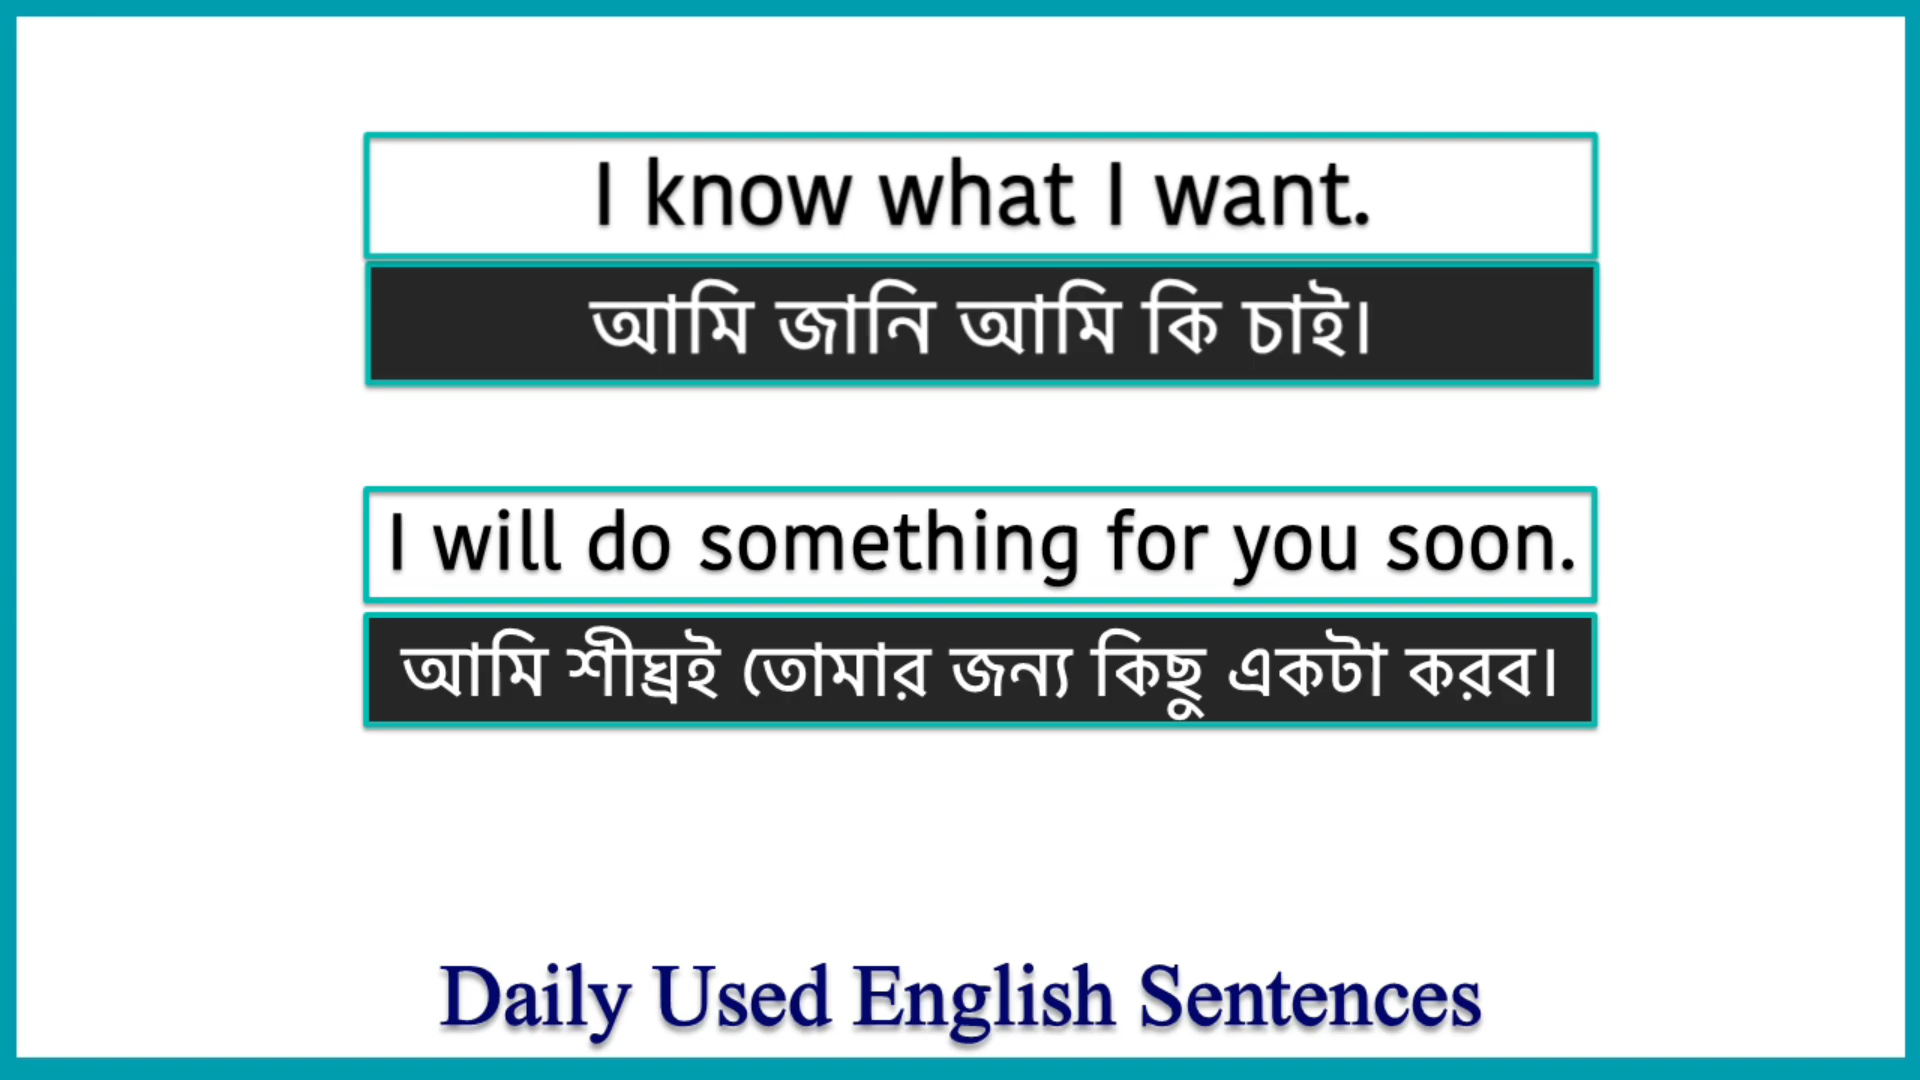 I know what I want.
আমি জানি আমি কি চাই।
I will do something for you soon.
আমি শীঘ্রই তোমার জন্য কিছু একটা করব।
Daily Used English Sentences